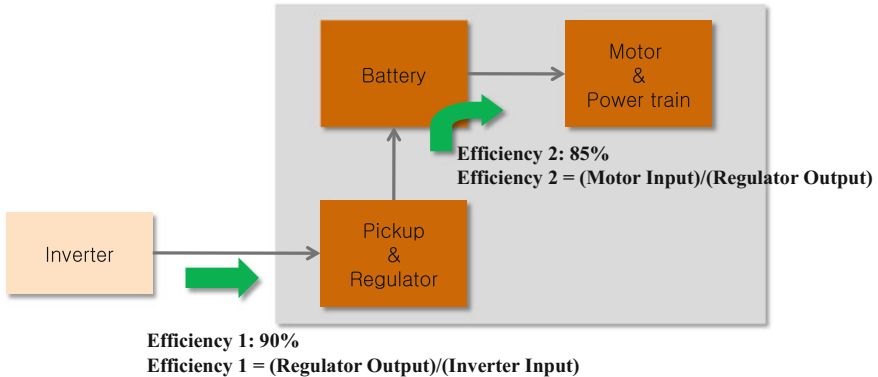 Battery
Motor
&
Power train
Efficiency 2: 85%
Efficiency 2 = (Motor Input)/(Regulator Output)
Pickup
&
Regulator
Inverter
Efficiency 1: 90%
Efficiency 1 = (Regulator Output)/(Inverter Input)